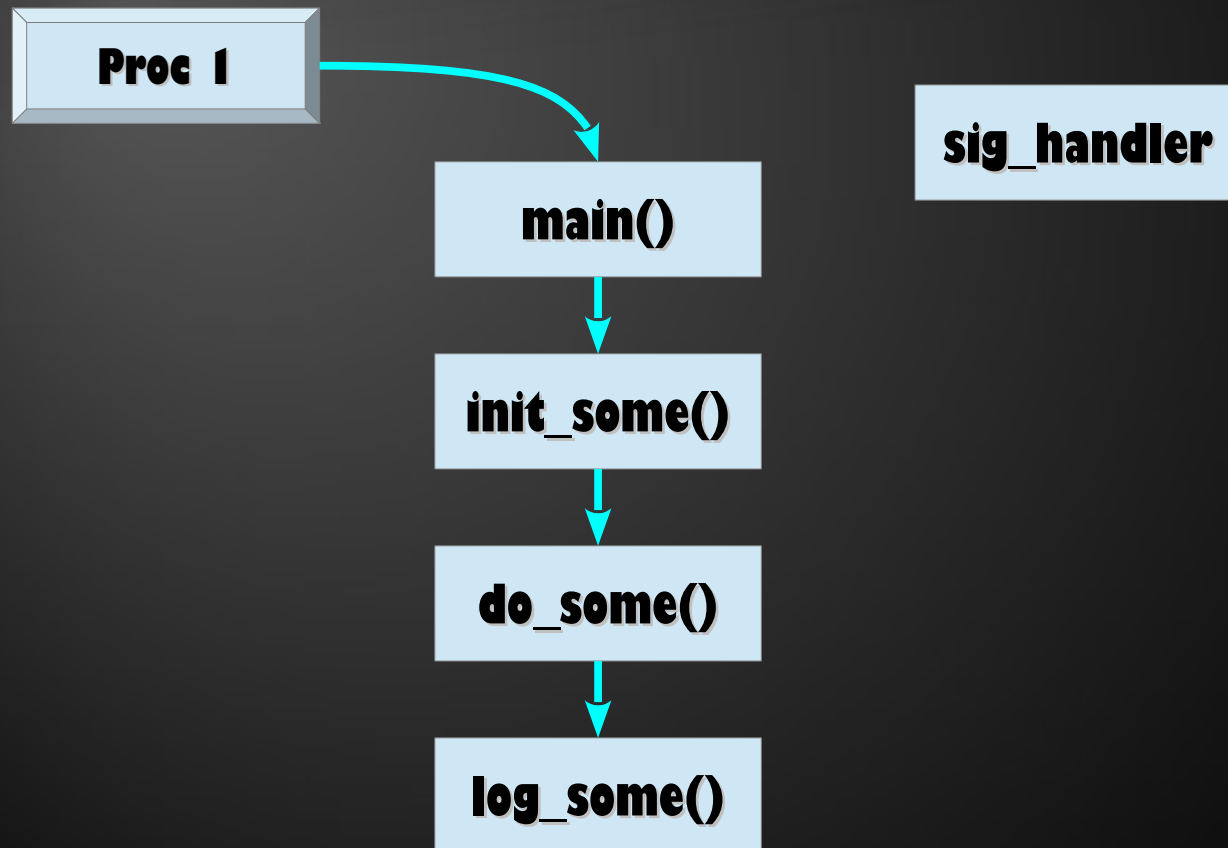 Proc 1
sig_handler
main()
init_some()
do_some()
log_some()